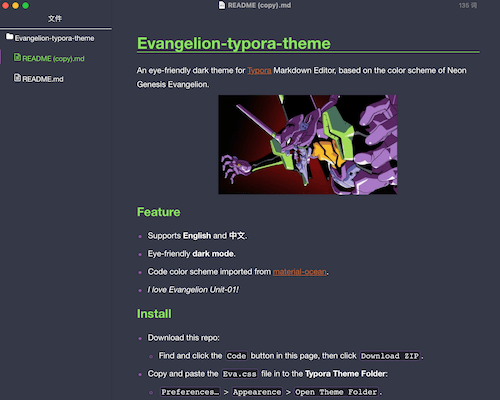 README (copy).md
135 词
文件
Evangelion-typora-theme
README (copy).md
README.md
Evangelion-typora-theme
An eye-friendly dark theme for Typora Markdown Editor, based on the color scheme of Neon
Genesis Evangelion.
Feature
Supports English and 中文.
Eye-friendly dark mode.
Code color scheme imported from material-ocean.
I love Evangelion Unit-01!
Install
Download this repo:
Find and click the Code button in this page, then click Download ZIP.
Copy and paste the Eva.css file in to the Typora Theme Folder:
Preferences… > Appearence > Open Theme Folder.